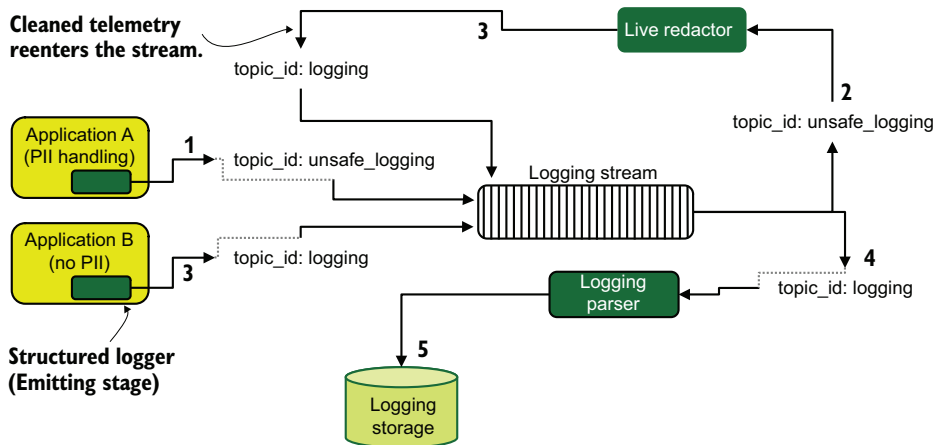 Cleaned telemetry
reenters the stream.
3
Live redactor
topic_id: logging
2
topic_id: unsafe_logging
Application A
(PII handling)
1
topic_id: unsafe_logging
Logging stream
Application B
(no PII)
3
topic_id: logging
4
topic_id: logging
Logging
parser
Structured logger
(Emitting stage)
5
Logging
storage